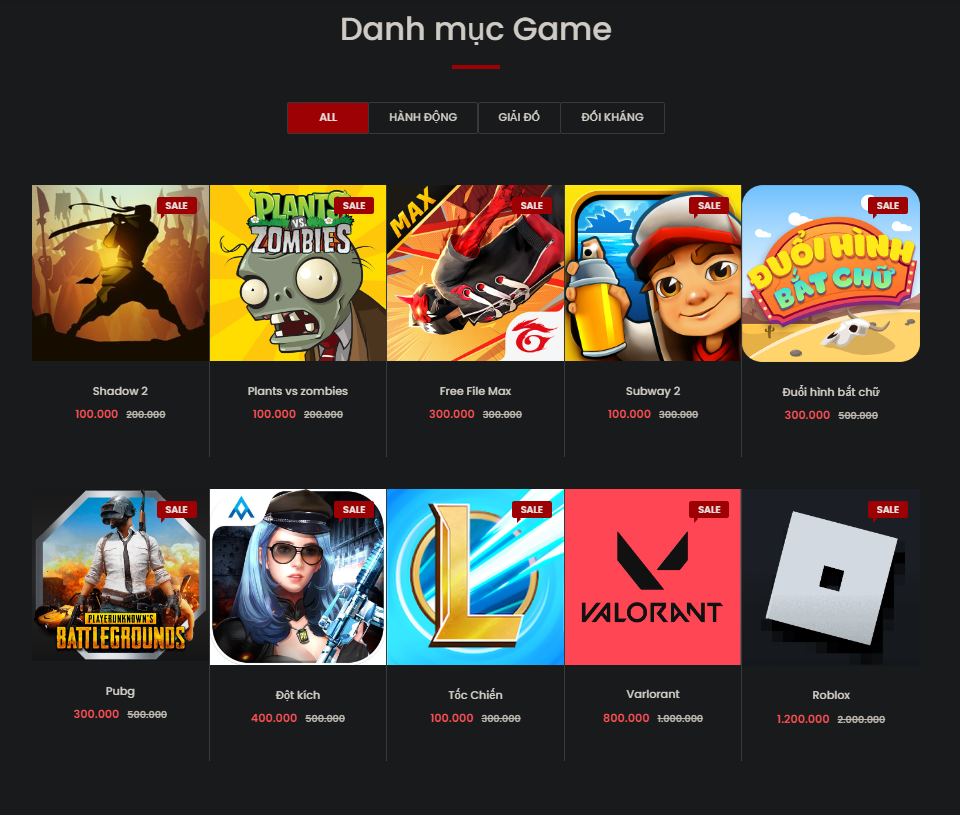 Danh mục Game
ALL HÀNH ĐỘNG GIẢI ĐỐ ĐỐI KHÁNG
SALE SALE SALE SALE SALE
PLANTS
VS.
ZOMBIES
MAX
ĐUỔI HÌNH
BẮT CHỮ
Shadow 2 Plants vs zombies Free File Max Subway 2 Đuổi hình bắt chữ
100.000 200.000 100.000 200.000 300.000 300.000 100.000 300.000 300.000 500.000
SALE SALE SALE SALE SALE
PLAYERUNKNOWN'S
BATTLEGROUNDS
L
VALORANT
Pubg Đột kích Tốc Chiến Varlorant Roblox
300.000 500.000 400.000 500.000 100.000 300.000 800.000 1.000.000 1.200.000 2.000.000